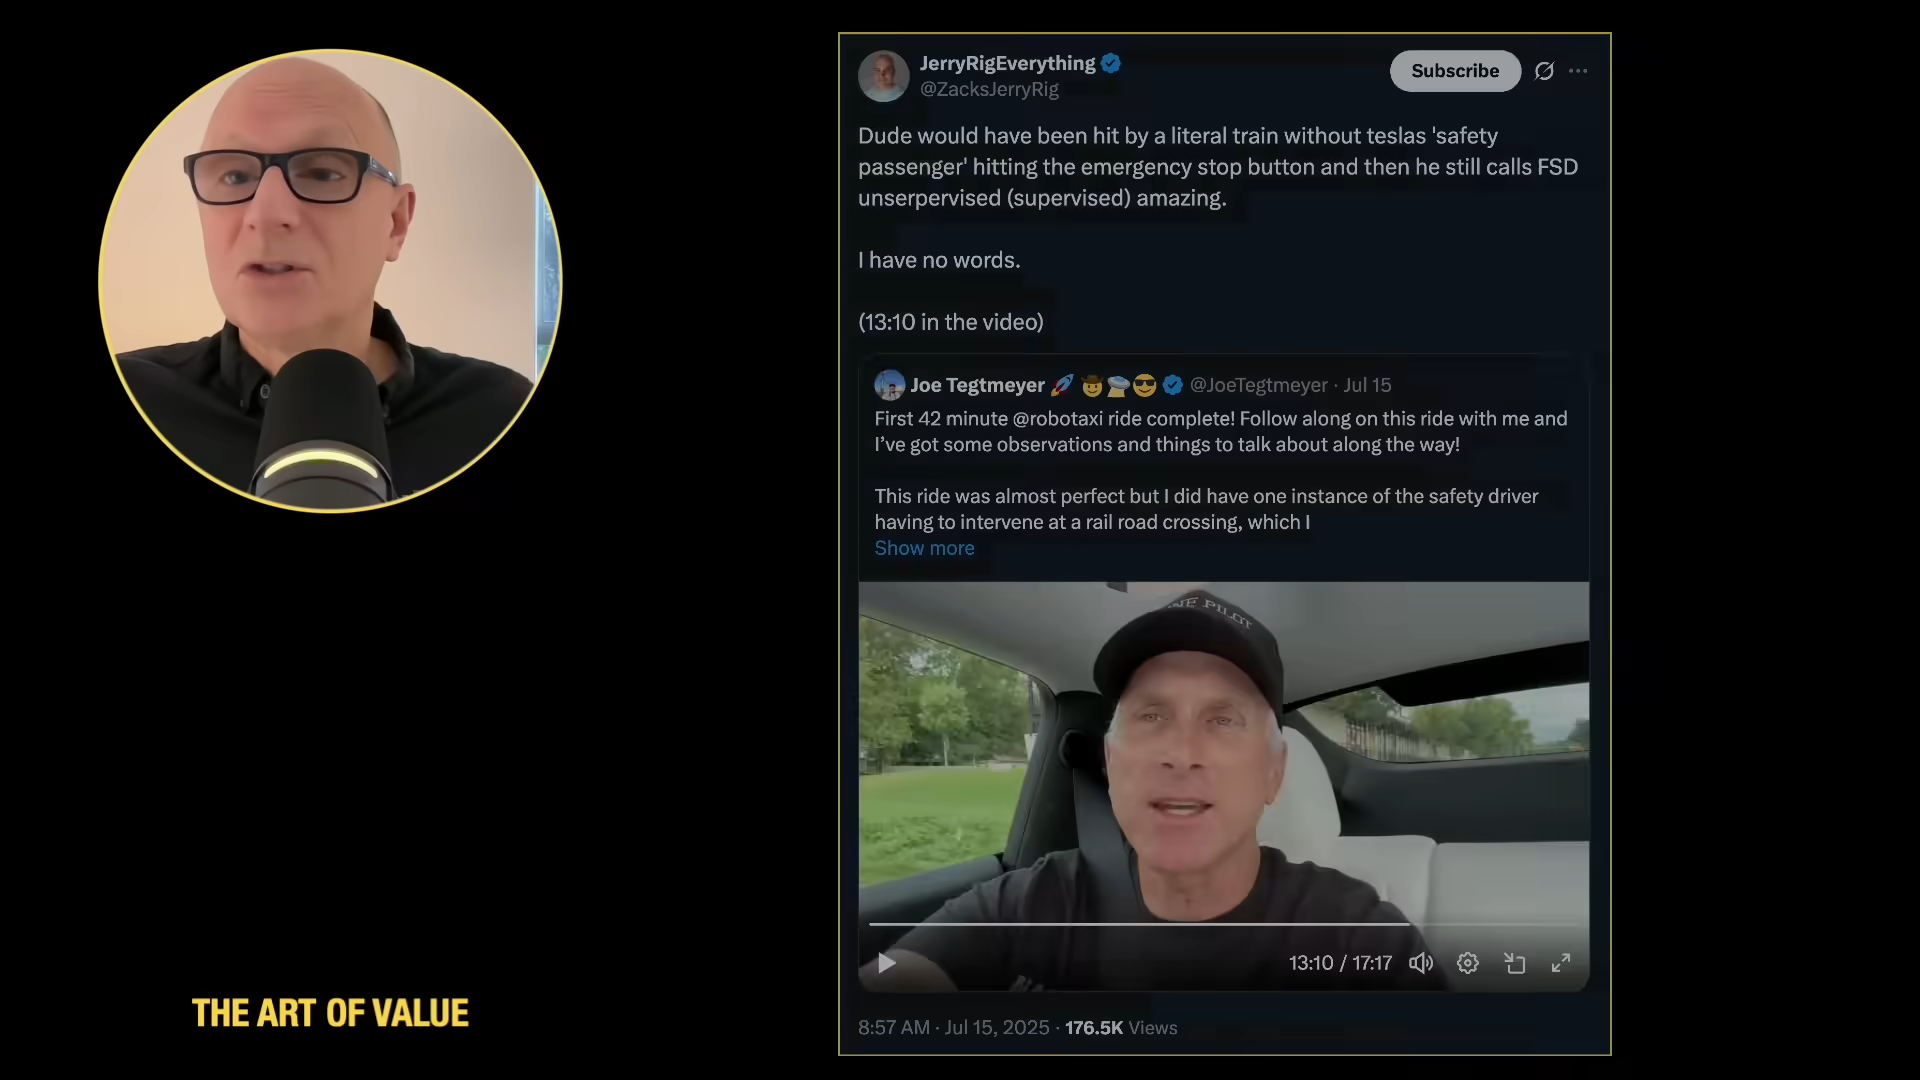 JerryRigEverything
@ZacksJerryRig
Subscribe
Dude would have been hit by a literal train without teslas 'safety
passenger' hitting the emergency stop button and then he still calls FSD
unserpervised (supervised) amazing.
I have no words.
(13:10 in the video)
Joe Tegtmeyer 🚀🤠🛸😎 @JoeTegtmeyer · Jul 15
First 42 minute @robotaxi ride complete! Follow along on this ride with me and
I've got some observations and things to talk about along the way!
This ride was almost perfect but I did have one instance of the safety driver
having to intervene at a rail road crossing, which I
Show more
PILOT
13:10 / 17:17
8:57 AM · Jul 15, 2025 · 176.5K Views
THE ART OF VALUE